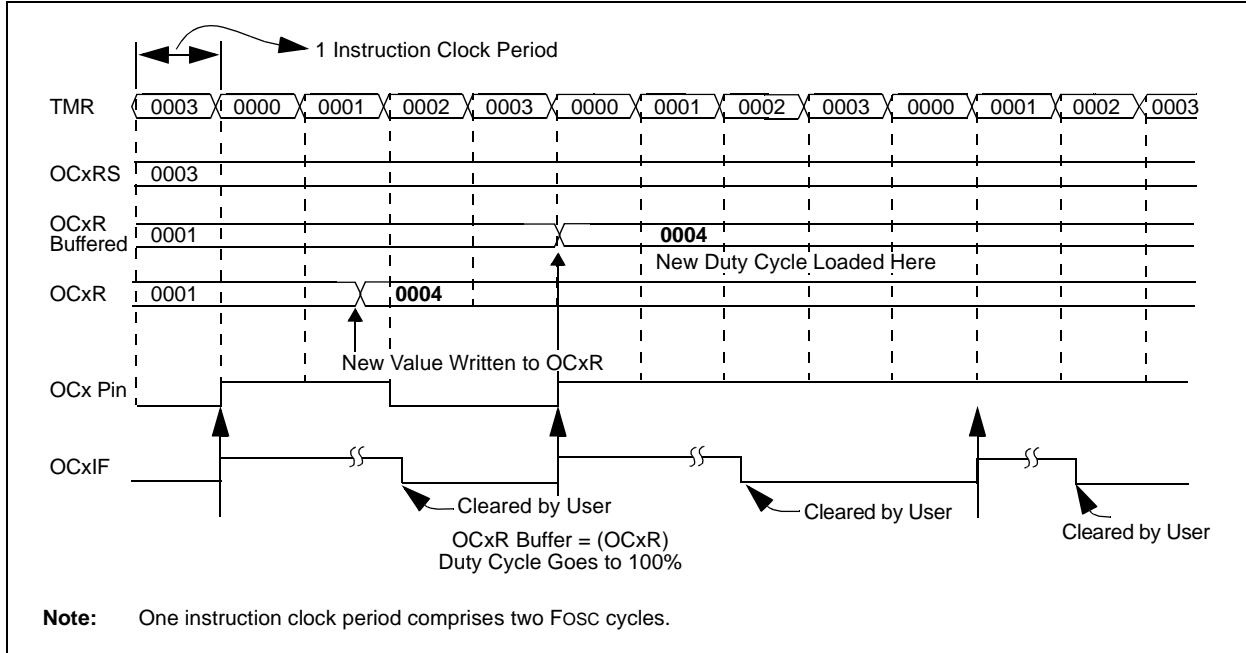 1 Instruction Clock Period
TMR 0003 0000 0001 0002 0003 0000 0001 0002 0003 0000 0001 0002 0003
OCxRS 0003
OCxR
Buffered 0001 0004
New Duty Cycle Loaded Here
OCxR 0001 0004
New Value Written to OCxR
OCx Pin
OCxIF
Cleared by User
Cleared by User
Cleared by User
OCxR Buffer = (OCxR)
Duty Cycle Goes to 100%
Note: One instruction clock period comprises two FOSC cycles.